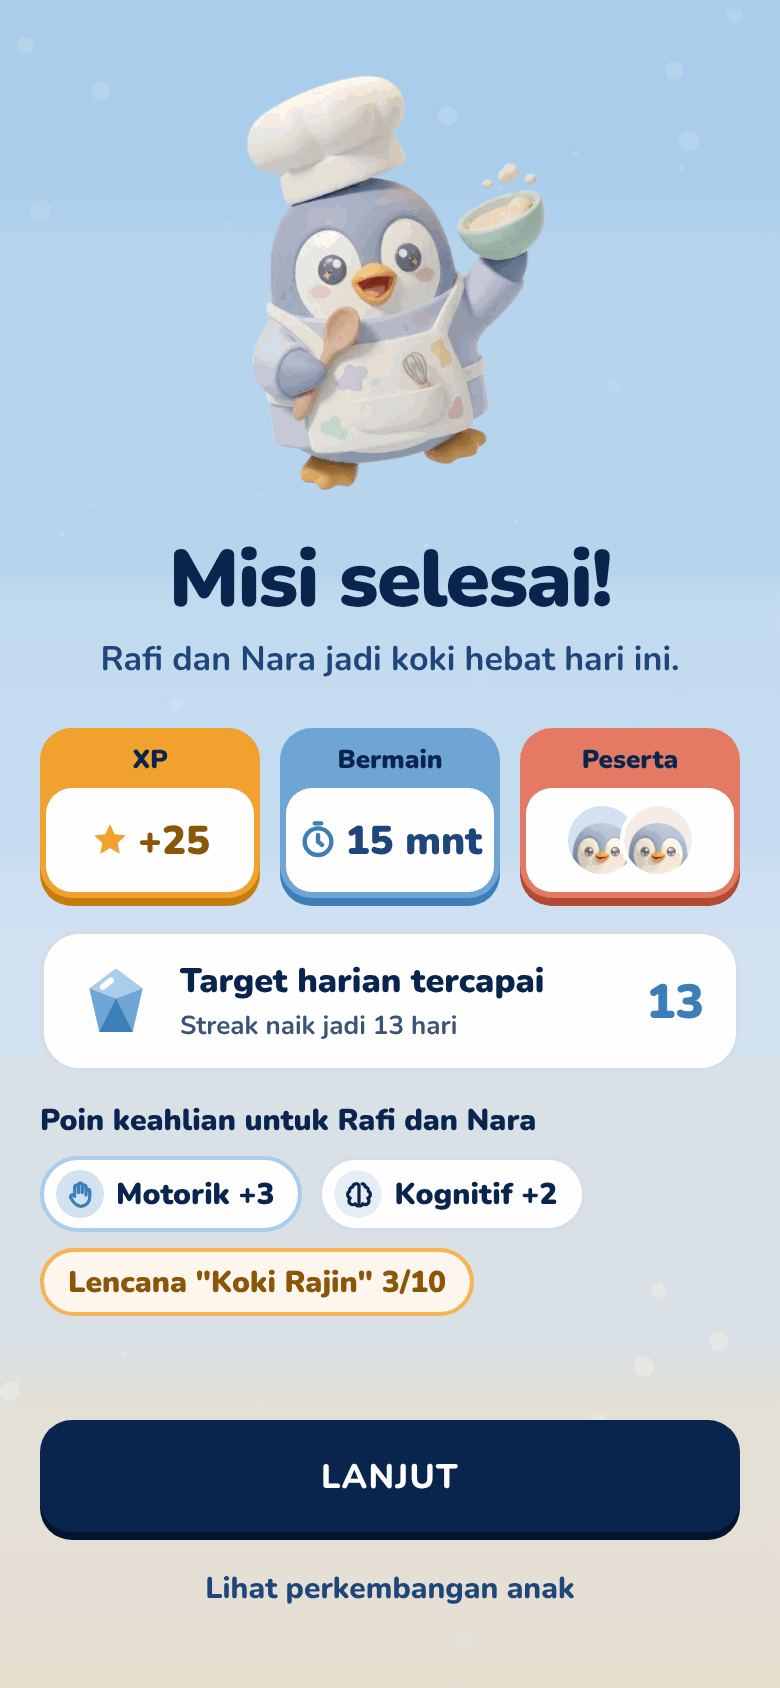 Misi selesai!
Rafi dan Nara jadi koki hebat hari ini.
XP
Bermain
Peserta
+25
15 mnt
Target harian tercapai
Streak naik jadi 13 hari
13
Poin keahlian untuk Rafi dan Nara
Motorik +3
Kognitif +2
Lencana "Koki Rajin" 3/10
LANJUT
Lihat perkembangan anak